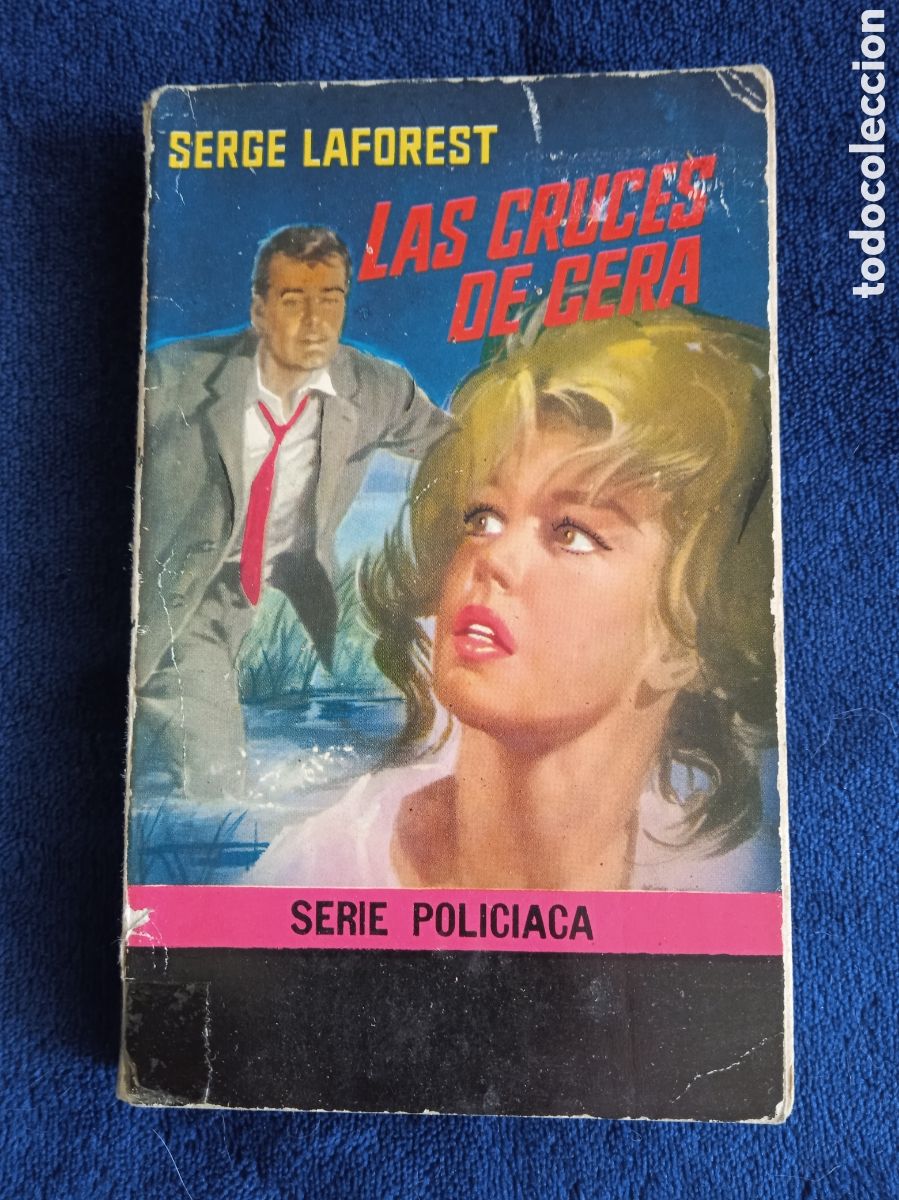 SERGE LAFOREST
LAS CRUCES
DE CERA
SERIE POLICIACA
todocoleccion